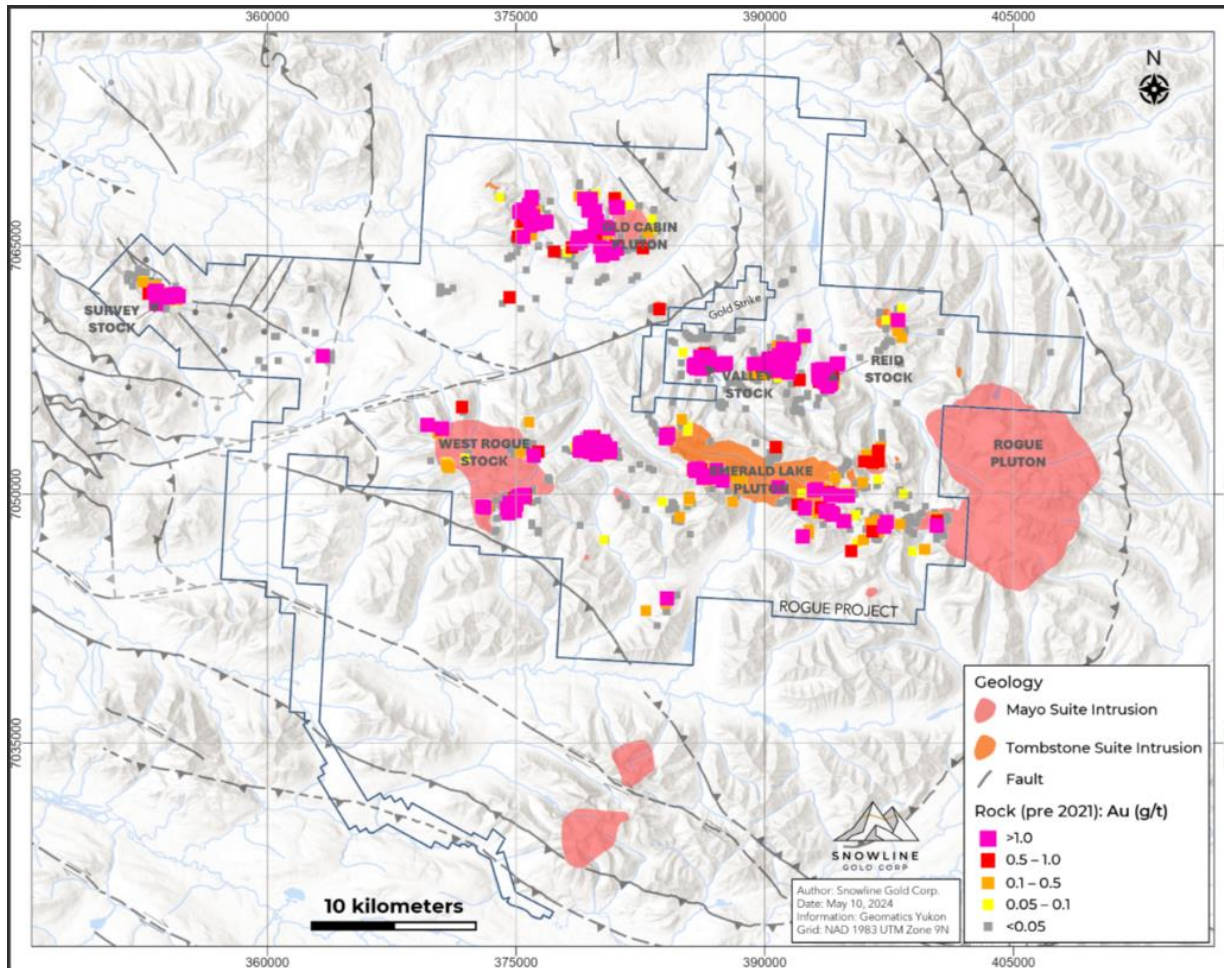 360000
375000
390000
405000
N
7065000
OLD CABIN
PLUTON
SURVEY
STOCK
Gold Strike
VALLEY
STOCK
REID
STOCK
WEST ROGUE
STOCK
EMERALD LAKE
PLUTON
ROGUE
PLUTON
7050000
ROGUE PROJECT
7035000
Geology
Mayo Suite Intrusion
Tombstone Suite Intrusion
Fault
Rock (pre 2021): Au (g/t)
>1.0
0.5 – 1.0
0.1 – 0.5
0.05 – 0.1
<0.05
SNOWLINE
GOLD CORP
Author: Snowline Gold Corp.
Date: May 10, 2024
Information: Geomatics Yukon
Grid: NAD 1983 UTM Zone 9N
10 kilometers
360000
375000
390000
405000